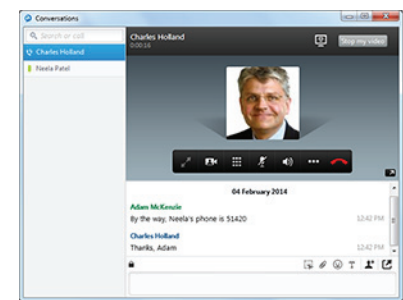 Conversations
Search or call
Charles Holland
Neela Patel
Charles Holland
0:00:16
Stop my video
04 February 2014
Adam McKenzie
By the way, Neela's phone is 51420
12:42 PM
Charles Holland
Thanks, Adam
12:42 PM